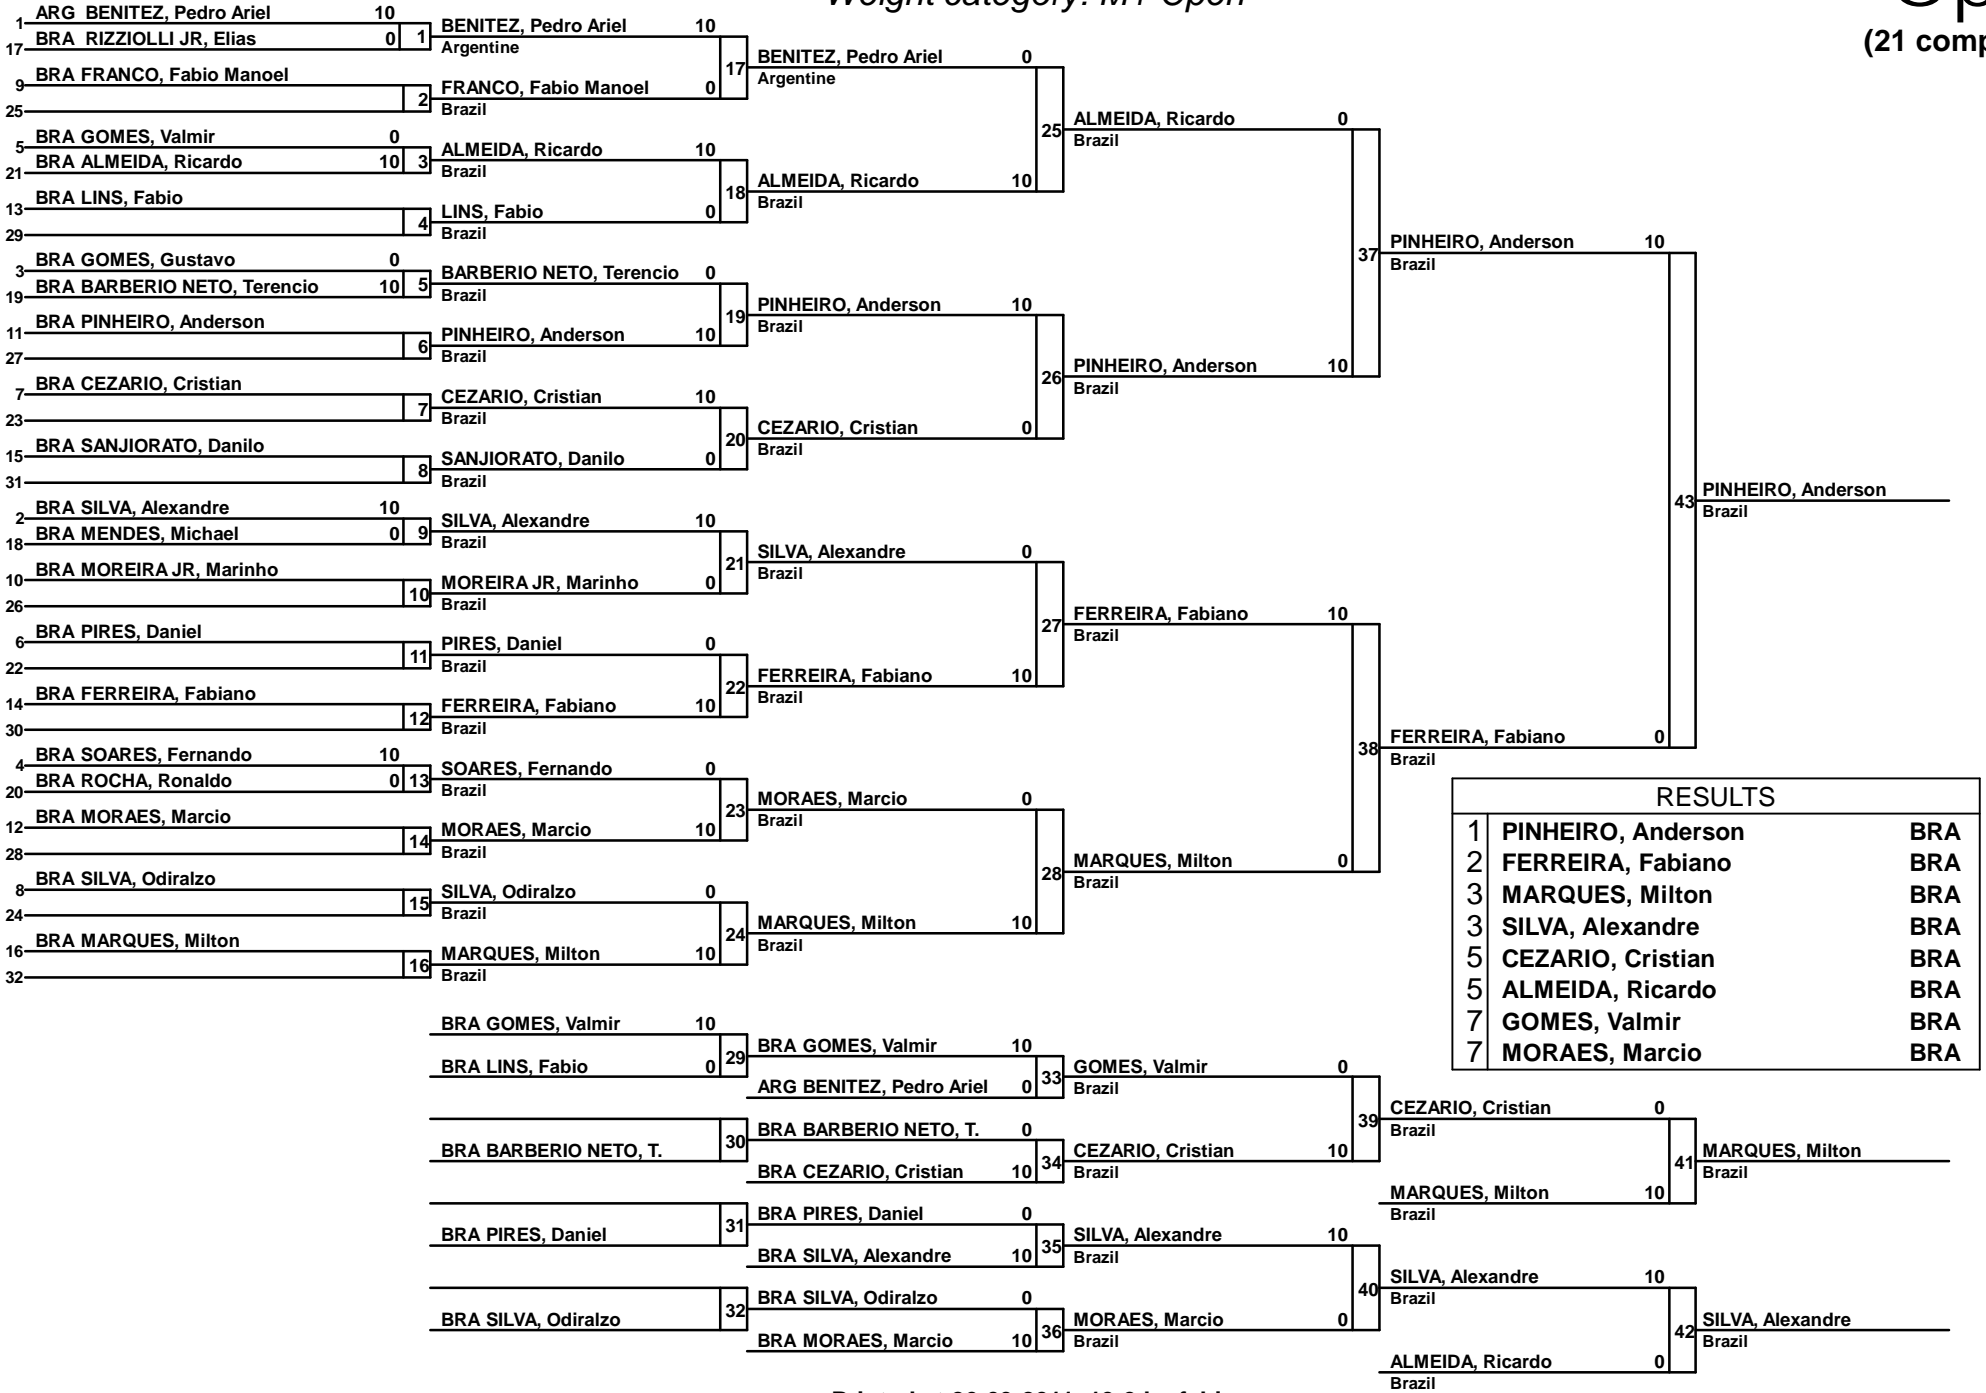 Weight category: M1 Open
(21 comp
1 ARG BENITEZ, Pedro Ariel 10
17 BRA RIZZIOLLI JR, Elias 0 1
9 BRA FRANCO, Fabio Manoel
25 2
5 BRA GOMES, Valmir 0
21 BRA ALMEIDA, Ricardo 10 3
13 BRA LINS, Fabio
29 4
3 BRA GOMES, Gustavo 0
19 BRA BARBERIO NETO, Terencio 10 5
11 BRA PINHEIRO, Anderson
27 6
7 BRA CEZARIO, Cristian
23 7
15 BRA SANJIORATO, Danilo
31 8
2 BRA SILVA, Alexandre 10
18 BRA MENDES, Michael 0 9
10 BRA MOREIRA JR, Marinho
26 10
6 BRA PIRES, Daniel
22 11
14 BRA FERREIRA, Fabiano
30 12
4 BRA SOARES, Fernando 10
20 BRA ROCHA, Ronaldo 0 13
12 BRA MORAES, Marcio
28 14
8 BRA SILVA, Odiralzo
24 15
16 BRA MARQUES, Milton
32 16
BENITEZ, Pedro Ariel 10
Argentine
17
FRANCO, Fabio Manoel 0
Brazil
ALMEIDA, Ricardo 10
Brazil
18
LINS, Fabio 0
Brazil
BARBERIO NETO, Terencio 0
Brazil
19
PINHEIRO, Anderson 10
Brazil
CEZARIO, Cristian 10
Brazil
20
SANJIORATO, Danilo 0
Brazil
SILVA, Alexandre 10
Brazil
21
MOREIRA JR, Marinho 0
Brazil
PIRES, Daniel 0
Brazil
22
FERREIRA, Fabiano 10
Brazil
SOARES, Fernando 0
Brazil
23
MORAES, Marcio 10
Brazil
SILVA, Odiralzo 0
Brazil
24
MARQUES, Milton 10
Brazil
BENITEZ, Pedro Ariel 0
Argentine
25
ALMEIDA, Ricardo 10
Brazil
PINHEIRO, Anderson 10
Brazil
26
CEZARIO, Cristian 0
Brazil
SILVA, Alexandre 0
Brazil
27
FERREIRA, Fabiano 10
Brazil
MORAES, Marcio 0
Brazil
28
MARQUES, Milton 10
Brazil
ALMEIDA, Ricardo 0
Brazil
37
PINHEIRO, Anderson 10
Brazil
FERREIRA, Fabiano 10
Brazil
38
MARQUES, Milton 0
Brazil
PINHEIRO, Anderson 10
Brazil
43
FERREIRA, Fabiano 0
Brazil
PINHEIRO, Anderson
Brazil
RESULTS
1 PINHEIRO, Anderson BRA
2 FERREIRA, Fabiano BRA
3 MARQUES, Milton BRA
3 SILVA, Alexandre BRA
5 CEZARIO, Cristian BRA
5 ALMEIDA, Ricardo BRA
7 GOMES, Valmir BRA
7 MORAES, Marcio BRA
BRA GOMES, Valmir 10
29
BRA LINS, Fabio 0
30
BRA BARBERIO NETO, T.
31
BRA PIRES, Daniel
32
BRA SILVA, Odiralzo
BRA GOMES, Valmir 10
33
ARG BENITEZ, Pedro Ariel 0
BRA BARBERIO NETO, T. 0
34
BRA CEZARIO, Cristian 10
BRA PIRES, Daniel 0
35
BRA SILVA, Alexandre 10
BRA SILVA, Odiralzo 0
36
BRA MORAES, Marcio 10
GOMES, Valmir 0
Brazil
39
CEZARIO, Cristian 10
Brazil
SILVA, Alexandre 10
Brazil
40
MORAES, Marcio 0
Brazil
CEZARIO, Cristian 0
Brazil
41
MARQUES, Milton 10
Brazil
SILVA, Alexandre 10
Brazil
42
ALMEIDA, Ricardo 0
Brazil
MARQUES, Milton
Brazil
SILVA, Alexandre
Brazil